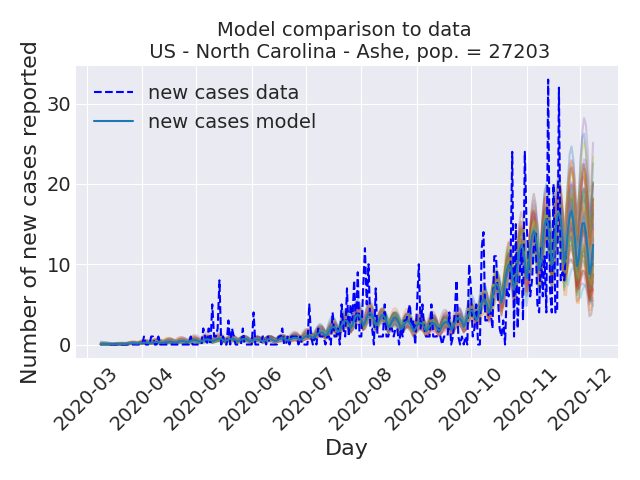 Model comparison to data
US - North Carolina - Ashe, pop. = 27203
Number of new cases reported
30
20
10
0
new cases data
new cases model
2020-03
2020-04
2020-05
2020-06
2020-07
2020-08
2020-09
2020-10
2020-11
2020-12
Day